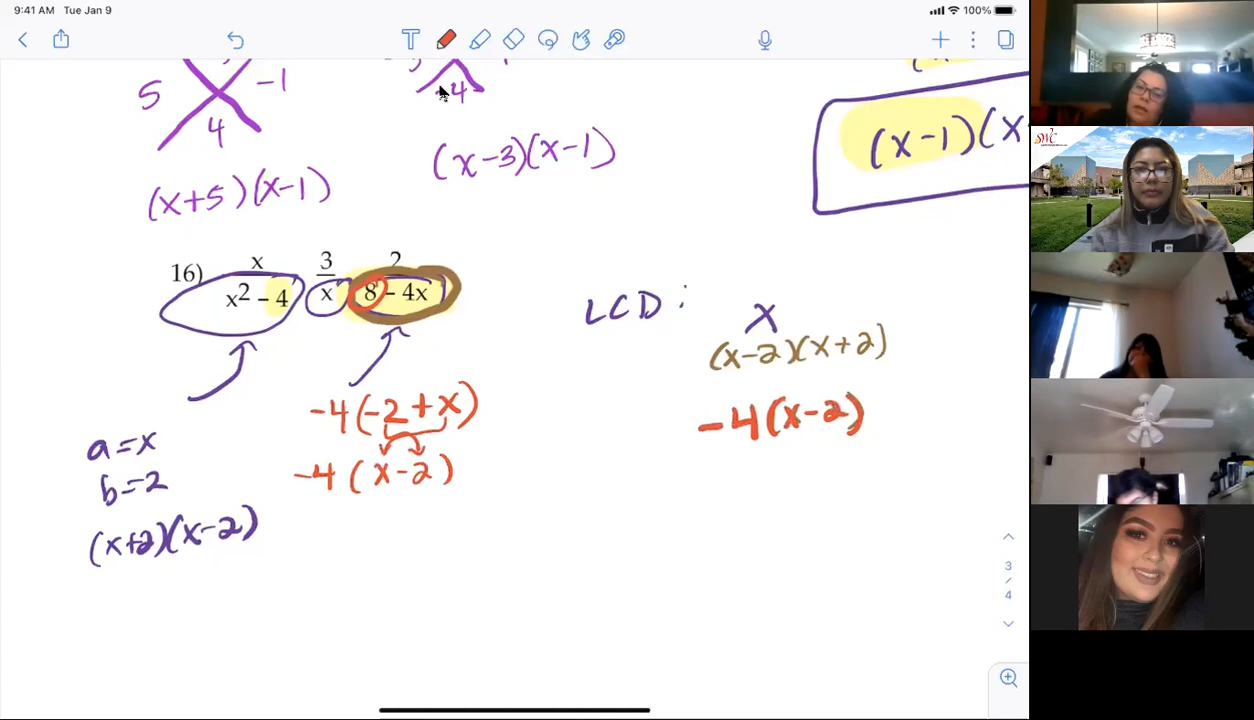 9:41 AM Tue Jan 9
100%
5
-1
4
(x+5)(x-1)
4
(x-3)(x-1)
(x-1)(x
16) x/(x² - 4) 3/x 2/(8 - 4x)
a=x
b=2
(x+2)(x-2)
-4(-2+x)
-4(x-2)
LCD:
x
(x-2)(x+2)
-4(x-2)
3
/
4
SWC